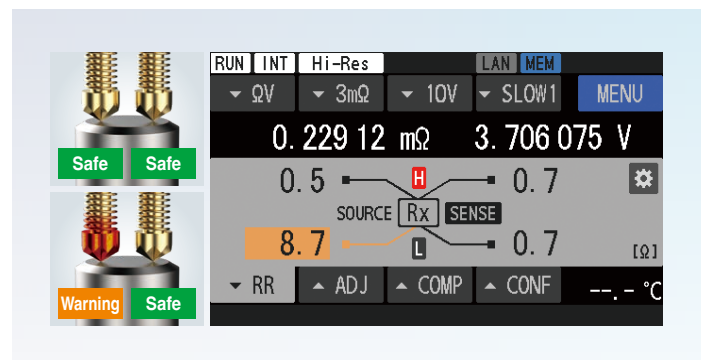 Safe Safe
Warning Safe
RUN INT Hi-Res LAN MEM
ΩV 3mΩ 10V SLOW1 MENU
0.229 12 mΩ 3.706 075 V
0.5 H 0.7
SOURCE Rx SENSE
8.7 L 0.7 [Ω]
RR ADJ COMP CONF --.- °C